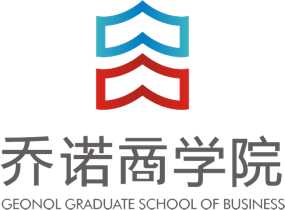 乔诺商学院
GEONOL GRADUATE SCHOOL OF BUSINESS